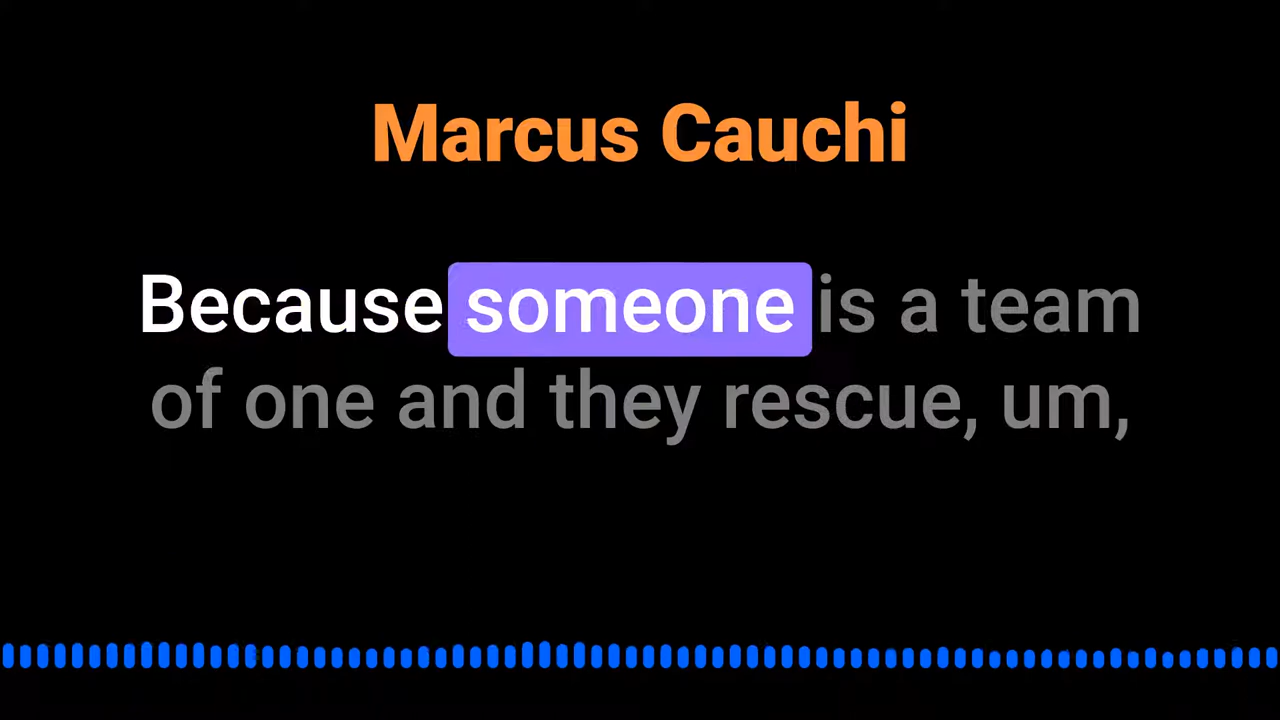 Marcus Cauchi
Because someone is a team
of one and they rescue, um,